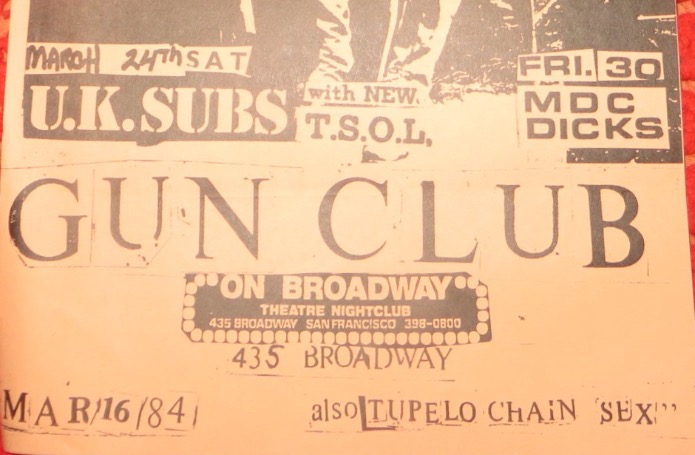 MARCH 24th SAT
U.K. SUBS
with NEW
T.S.O.L.
FRI. 30
MDC
DICKS
GUN CLUB
ON BROADWAY
THEATRE NIGHTCLUB
435 BROADWAY SAN FRANCISCO 398-0800
435 BROADWAY
MAR/16/84
also TUPELO CHAIN "SEX"